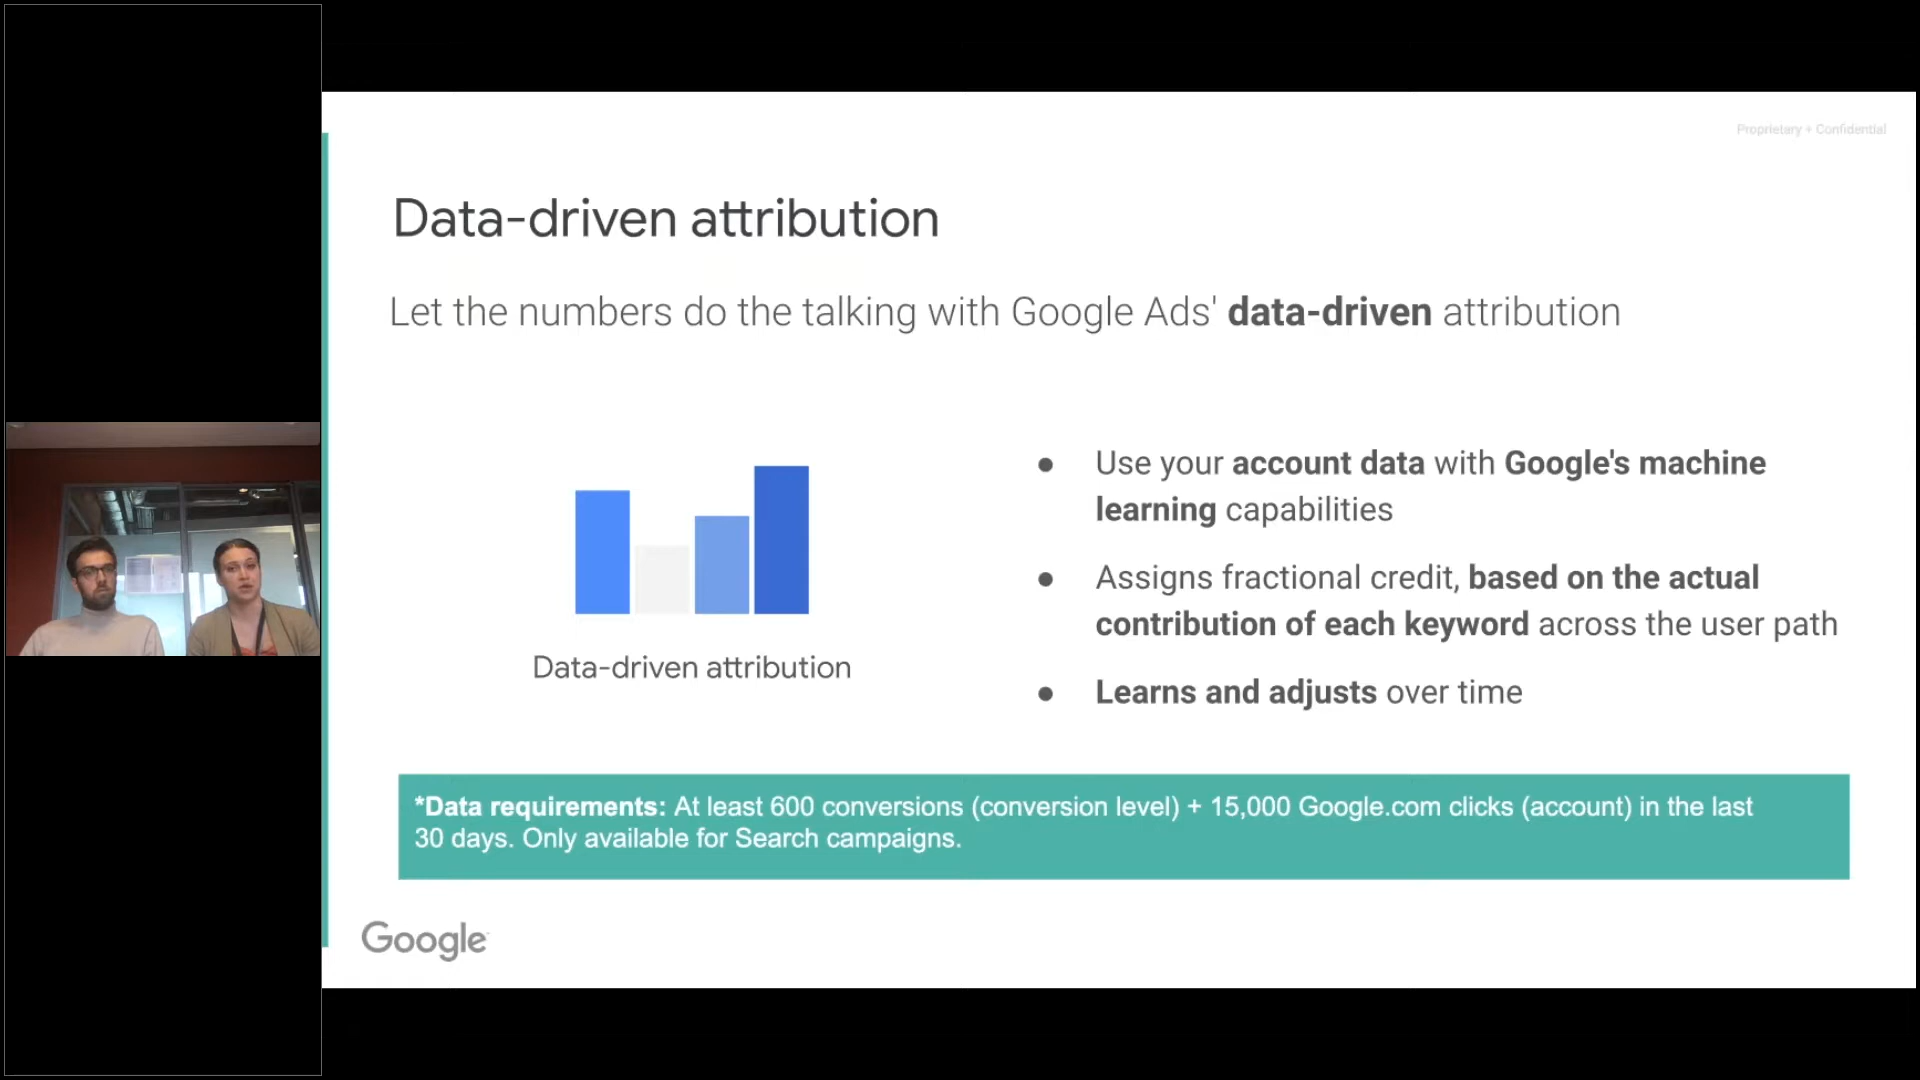 Proprietary + Confidential
Data-driven attribution
Let the numbers do the talking with Google Ads' data-driven attribution
● Use your account data with Google's machine
learning capabilities
● Assigns fractional credit, based on the actual
contribution of each keyword across the user path
● Learns and adjusts over time
Data-driven attribution
*Data requirements: At least 600 conversions (conversion level) + 15,000 Google.com clicks (account) in the last
30 days. Only available for Search campaigns.
Google